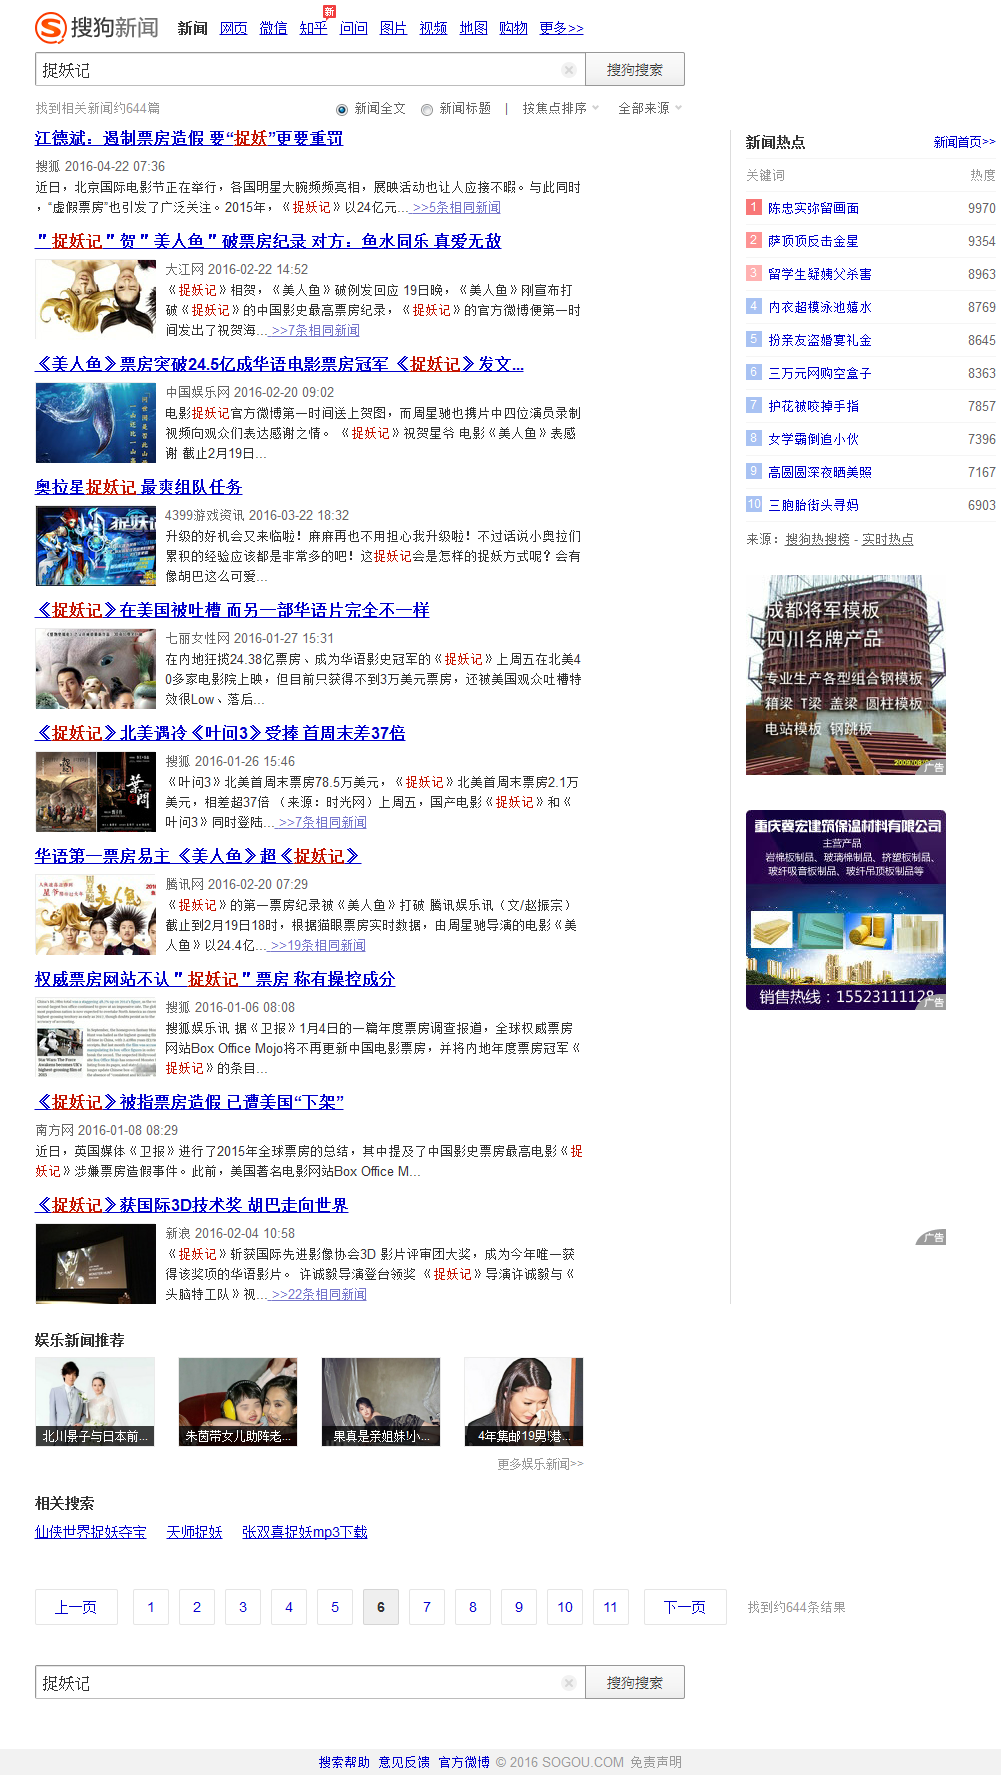 搜狗新闻 新闻 网页 微信 知乎 新 问问 图片 视频 地图 购物 更多>>
捉妖记 搜狗搜索
找到相关新闻约644篇 新闻全文 新闻标题 | 按焦点排序 全部来源
江德斌：遏制票房造假 要“捉妖”更要重罚
搜狐 2016-04-22 07:36
近日，北京国际电影节正在举行，各国明星大腕频频亮相，展映活动也让人应接不暇。与此同时
，“虚假票房”也引发了广泛关注。2015年，《捉妖记》以24亿元... >>5条相同新闻
＂捉妖记＂贺＂美人鱼＂破票房纪录 对方：鱼水同乐 真爱无敌
大江网 2016-02-22 14:52
《捉妖记》相贺，《美人鱼》破例发回应 19日晚，《美人鱼》刚宣布打
破《捉妖记》的中国影史最高票房纪录，《捉妖记》的官方微博便第一时
间发出了祝贺海... >>7条相同新闻
《美人鱼》票房突破24.5亿成华语电影票房冠军 《捉妖记》发文...
中国娱乐网 2016-02-20 09:02
电影捉妖记官方微博第一时间送上贺图，而周星驰也携片中四位演员录制
视频向观众们表达感谢之情。 《捉妖记》祝贺星爷 电影《美人鱼》表感
谢 截止2月19日...
奥拉星捉妖记 最爽组队任务
4399游戏资讯 2016-03-22 18:32
升级的好机会又来临啦！麻麻再也不用担心我升级啦！不过话说小奥拉们
累积的经验应该都是非常多的吧！这捉妖记会是怎样的捉妖方式呢？会有
像胡巴这么可爱...
《捉妖记》在美国被吐槽 而另一部华语片完全不一样
七丽女性网 2016-01-27 15:31
在内地狂揽24.38亿票房、成为华语影史冠军的《捉妖记》上周五在北美4
0多家电影院上映，但目前只获得不到3万美元票房，还被美国观众吐槽特
效很Low、落后...
《捉妖记》北美遇冷《叶问3》受捧 首周末差37倍
搜狐 2016-01-26 15:46
《叶问3》北美首周末票房78.5万美元，《捉妖记》北美首周末票房2.1万
美元，相差超37倍 （来源：时光网）上周五，国产电影《捉妖记》和《
叶问3》同时登陆... >>7条相同新闻
华语第一票房易主 《美人鱼》超《捉妖记》
腾讯网 2016-02-20 07:29
《捉妖记》的第一票房纪录被《美人鱼》打破 腾讯娱乐讯（文/赵振宗）
截止到2月19日18时，根据猫眼票房实时数据，由周星驰导演的电影《美
人鱼》以24.4亿... >>19条相同新闻
权威票房网站不认＂捉妖记＂票房 称有操控成分
搜狐 2016-01-06 08:08
搜狐娱乐讯 据《卫报》1月4日的一篇年度票房调查报道，全球权威票房
网站Box Office Mojo将不再更新中国电影票房，并将内地年度票房冠军《
捉妖记》的条目...
《捉妖记》被指票房造假 已遭美国“下架”
南方网 2016-01-08 08:29
近日，英国媒体《卫报》进行了2015年全球票房的总结，其中提及了中国影史票房最高电影《捉
妖记》涉嫌票房造假事件。此前，美国著名电影网站Box Office M...
《捉妖记》获国际3D技术奖 胡巴走向世界
新浪 2016-02-04 10:58
《捉妖记》斩获国际先进影像协会3D 影片评审团大奖，成为今年唯一获
得该奖项的华语影片。 许诚毅导演登台领奖 《捉妖记》导演许诚毅与《
头脑特工队》视... >>22条相同新闻
娱乐新闻推荐
北川景子与日本前... 朱茵带女儿助阵老... 果真是亲姐妹!小... 4年集邮19男!港...
更多娱乐新闻>>
相关搜索
仙侠世界捉妖夺宝 天师捉妖 张双喜捉妖mp3下载
上一页 1 2 3 4 5 6 7 8 9 10 11 下一页 找到约644条结果
捉妖记 搜狗搜索
新闻热点 新闻首页>>
关键词 热度
1 陈忠实弥留画面 9970
2 萨顶顶反击金星 9354
3 留学生疑姨父杀害 8963
4 内衣超模泳池嬉水 8769
5 扮亲友盗婚宴礼金 8645
6 三万元网购空盒子 8363
7 护花被咬掉手指 7857
8 女学霸倒追小伙 7396
9 高圆圆深夜晒美照 7167
10 三胞胎街头寻妈 6903
来源：搜狗热搜榜 - 实时热点
成都将军模板
四川名牌产品
专业生产各型组合钢模板
箱梁 T梁 盖梁 圆柱模板
电站模板 钢跳板
广告
重庆冀宏建筑保温材料有限公司
主营产品
岩棉板制品、玻璃棉制品、挤塑板制品、
玻纤吸音板制品、玻纤吊顶板制品等
销售热线：15523111128
广告
广告
搜索帮助 意见反馈 官方微博 © 2016 SOGOU.COM 免责声明